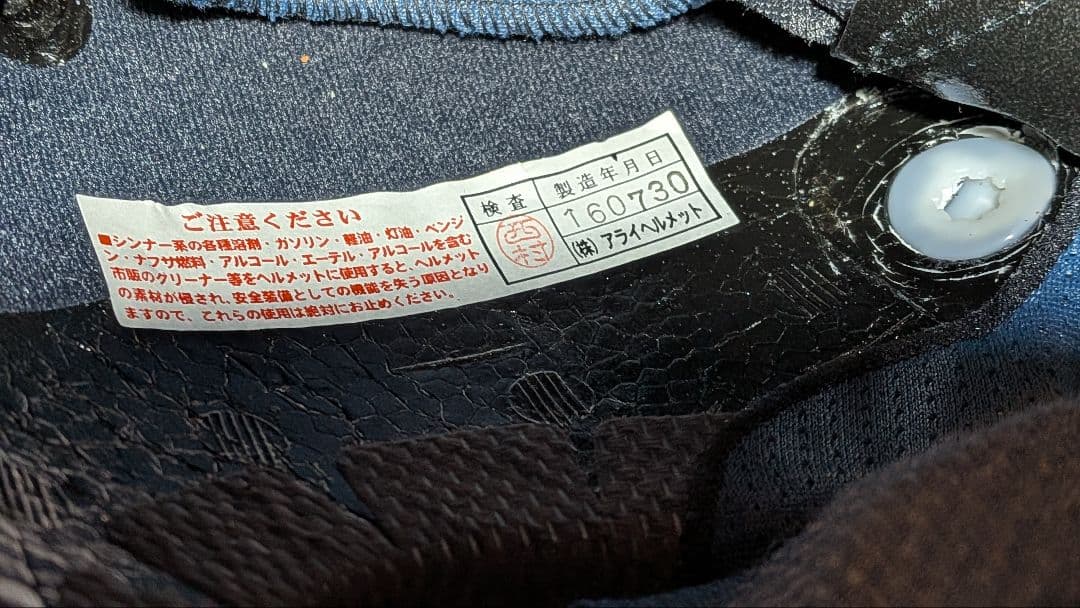 ご注意ください
■シンナー系の各種溶剤・ガソリン・軽油・灯油・ベンジ
ン・ナフサ燃料・アルコール・エーテル・アルコールを含む
市販のクリーナー等をヘルメットに使用すると、ヘルメット
の素材が侵され、安全装備としての機能を失う原因となり
ますので、これらの使用は絶対にお止めください。
検査
製造年月日
↑60730
(株)アライヘルメット